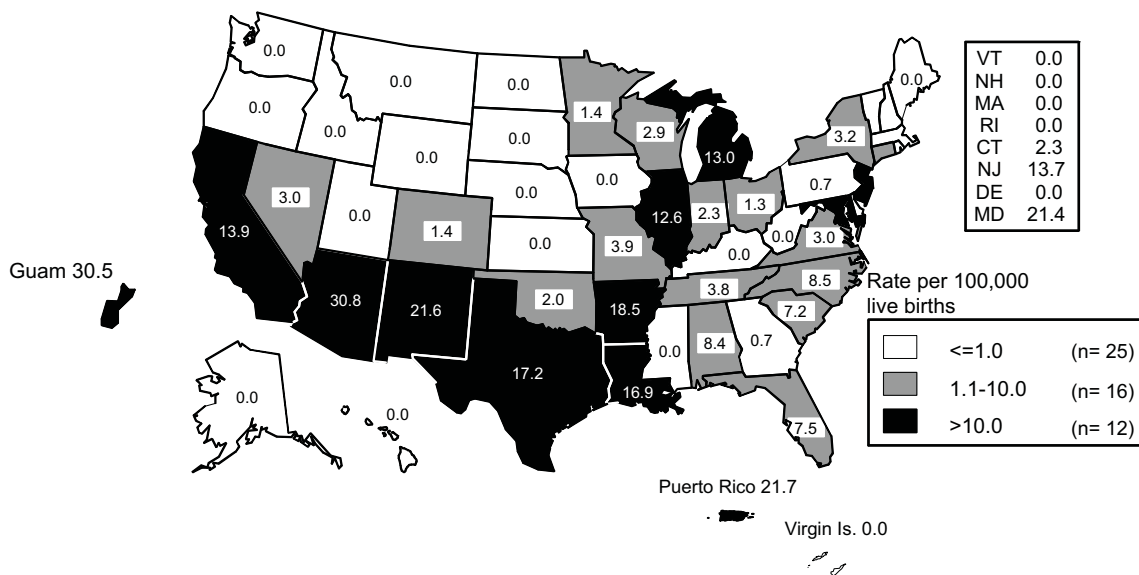 0.0
0.0
0.0
0.0
0.0
0.0
0.0
0.0
0.0
0.0
0.0
1.4
2.9
13.0
3.2
0.0
13.9
3.0
1.4
3.9
12.6
2.3
1.3
0.7
0.0
0.0
3.0
30.8
21.6
2.0
18.5
3.8
8.5
7.2
17.2
16.9
0.0
8.4
0.7
7.5
VT 0.0
NH 0.0
MA 0.0
RI 0.0
CT 2.3
NJ 13.7
DE 0.0
MD 21.4
Guam 30.5
Rate per 100,000
live births
<=1.0 (n= 25)
1.1-10.0 (n= 16)
>10.0 (n= 12)
0.0
0.0
Puerto Rico 21.7
Virgin Is. 0.0